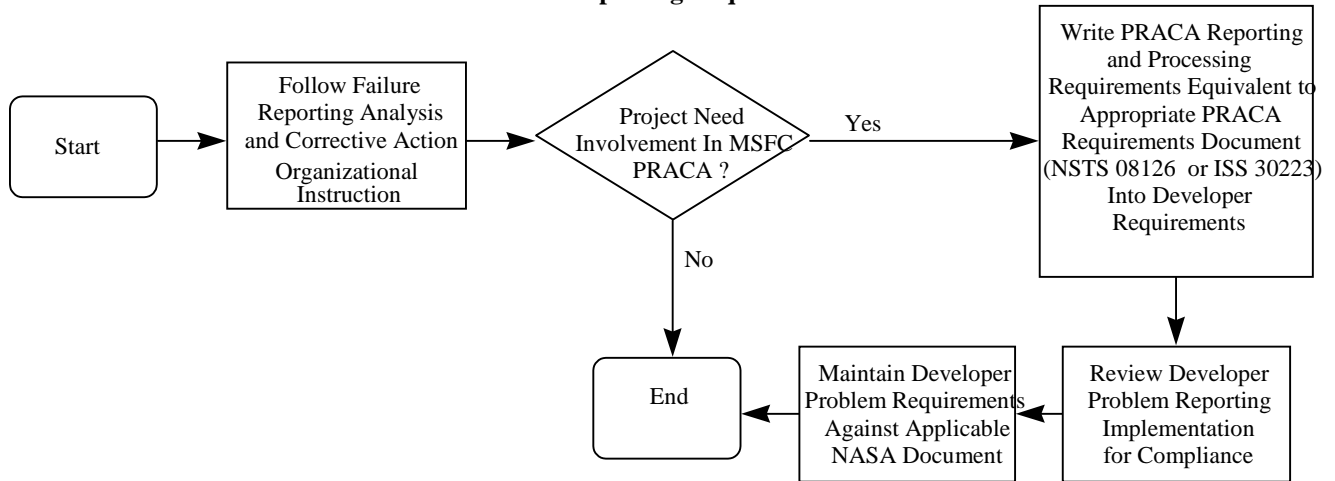 Start
Follow Failure
Reporting Analysis
and Corrective Action
Organizational
Instruction
Project Need
Involvement In MSFC
PRACA ?
Yes
No
Write PRACA Reporting
and Processing
Requirements Equivalent to
Appropriate PRACA
Requirements Document
(NSTS 08126 or ISS 30223)
Into Developer
Requirements
Review Developer
Problem Reporting
Implementation
for Compliance
Maintain Developer
Problem Requirements
Against Applicable
NASA Document
End